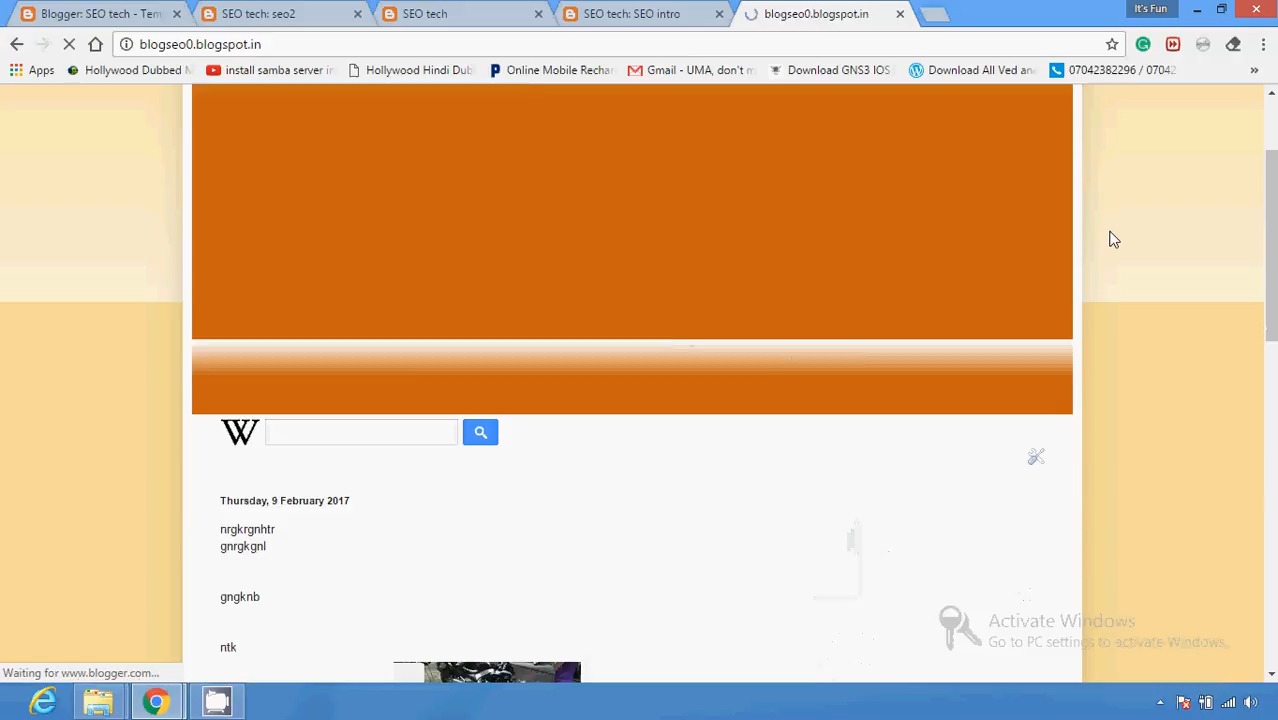 Blogger: SEO tech - Tem
SEO tech: seo2
SEO tech
SEO tech: SEO intro
blogseo0.blogspot.in
It's Fun
blogseo0.blogspot.in
Apps
Hollywood Dubbed M
install samba server in
Hollywood Hindi Dub
Online Mobile Rechar
Gmail - UMA, don't m
Download GNS3 IOS
Download All Ved and
07042382296 / 07042
W
Thursday, 9 February 2017
nrgkrgnhtr
gnrgkgnl
gngknb
ntk
Activate Windows
Go to PC settings to activate Windows.
Waiting for www.blogger.com...